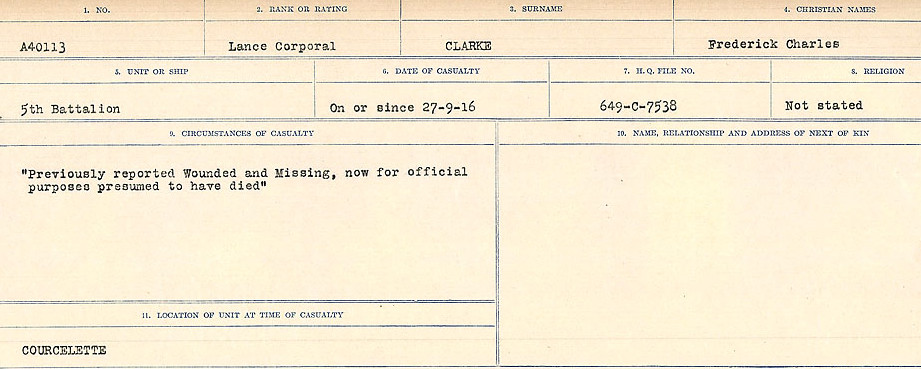 1. NO.
2. RANK OR RATING
3. SURNAME
4. CHRISTIAN NAMES
A40113
Lance Corporal
CLARKE
Frederick Charles
5. UNIT OR SHIP
6. DATE OF CASUALTY
7. H. Q. FILE NO.
8. RELIGION
5th Battalion
On or since 27-9-16
649-C-7538
Not stated
9. CIRCUMSTANCES OF CASUALTY
10. NAME, RELATIONSHIP AND ADDRESS OF NEXT OF KIN
"Previously reported Wounded and Missing, now for official
purposes presumed to have died"
11. LOCATION OF UNIT AT TIME OF CASUALTY
COURCELETTE